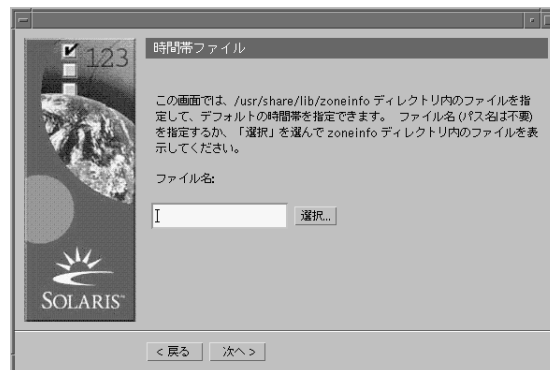 123
時間帯ファイル
この画面では、/usr/share/lib/zoneinfo ディレクトリ内のファイルを指
定して、デフォルトの時間帯を指定できます。 ファイル名 (パス名は不要)
を指定するか、「選択」を選んで zoneinfo ディレクトリ内のファイルを表
示してください。
ファイル名:
選択...
SOLARIS™
< 戻る 次へ >